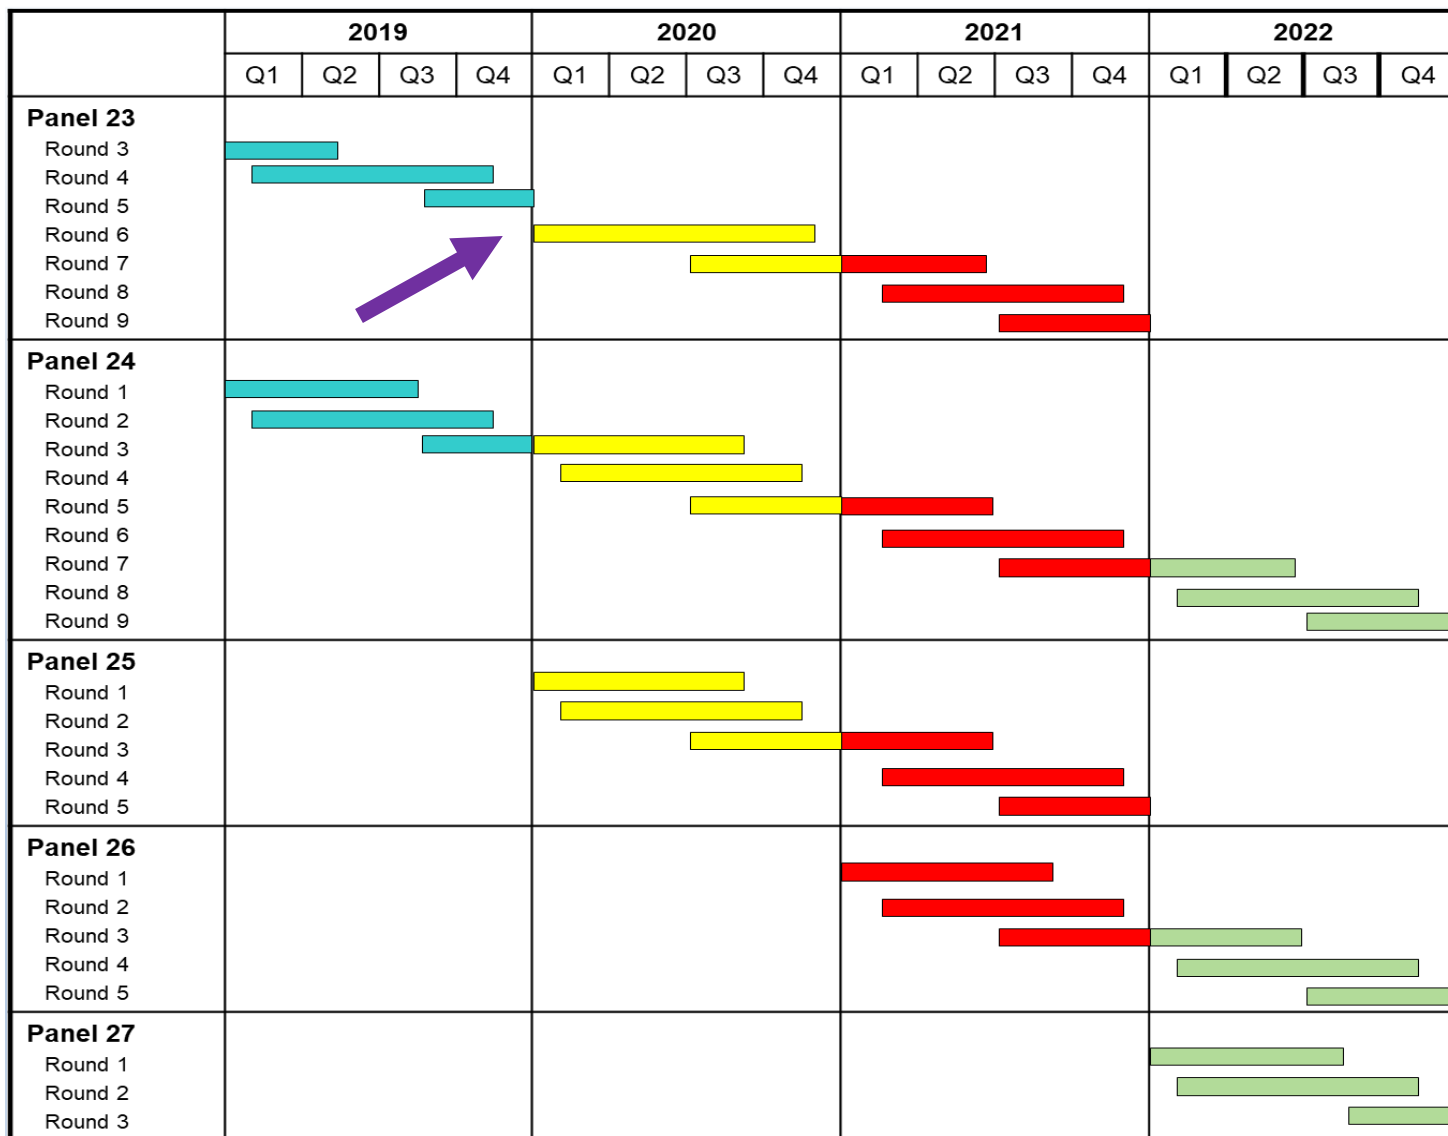 2019 2020 2021 2022
Q1 Q2 Q3 Q4 Q1 Q2 Q3 Q4 Q1 Q2 Q3 Q4 Q1 Q2 Q3 Q4
Panel 23
Round 3
Round 4
Round 5
Round 6
Round 7
Round 8
Round 9
Panel 24
Round 1
Round 2
Round 3
Round 4
Round 5
Round 6
Round 7
Round 8
Round 9
Panel 25
Round 1
Round 2
Round 3
Round 4
Round 5
Panel 26
Round 1
Round 2
Round 3
Round 4
Round 5
Panel 27
Round 1
Round 2
Round 3